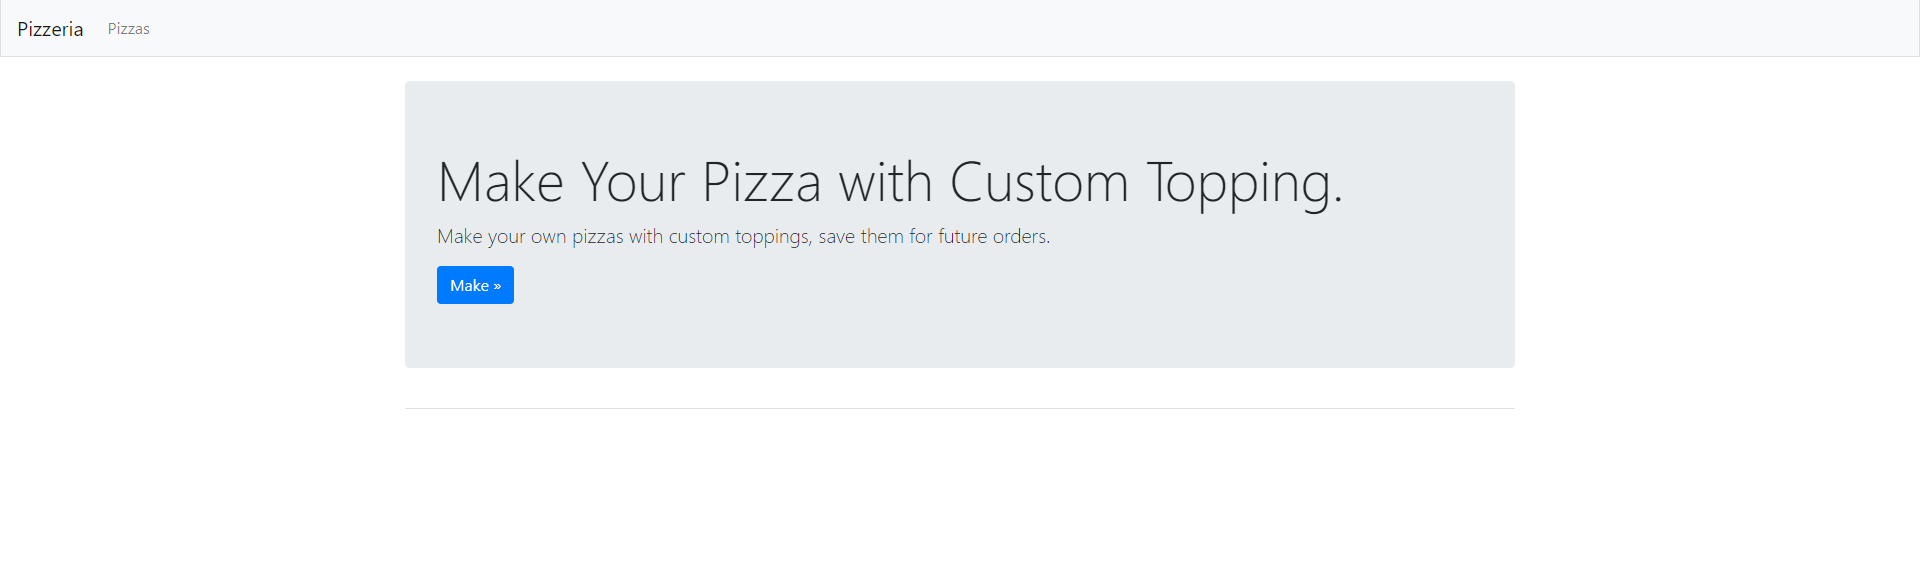 Pizzeria Pizzas
Make Your Pizza with Custom Topping.
Make your own pizzas with custom toppings, save them for future orders.
Make »